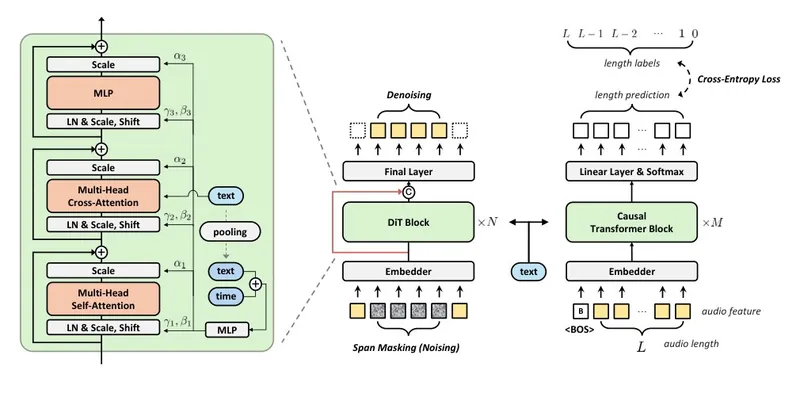 Scale
α₃
MLP
LN & Scale, Shift
γ₃, β₃
Scale
α₂
Multi-Head
Cross-Attention
text
LN & Scale, Shift
γ₂, β₂
pooling
Scale
α₁
text
Multi-Head
Self-Attention
time
LN & Scale, Shift
γ₁, β₁
MLP
Denoising
Final Layer
C
DiT Block
×N
Embedder
Span Masking (Noising)
text
L L − 1 L − 2 ⋯ 1 0
length labels
Cross-Entropy Loss
length prediction
...
...
Linear Layer & Softmax
Causal
Transformer Block
×M
Embedder
B
...
audio feature
<BOS>
L
audio length